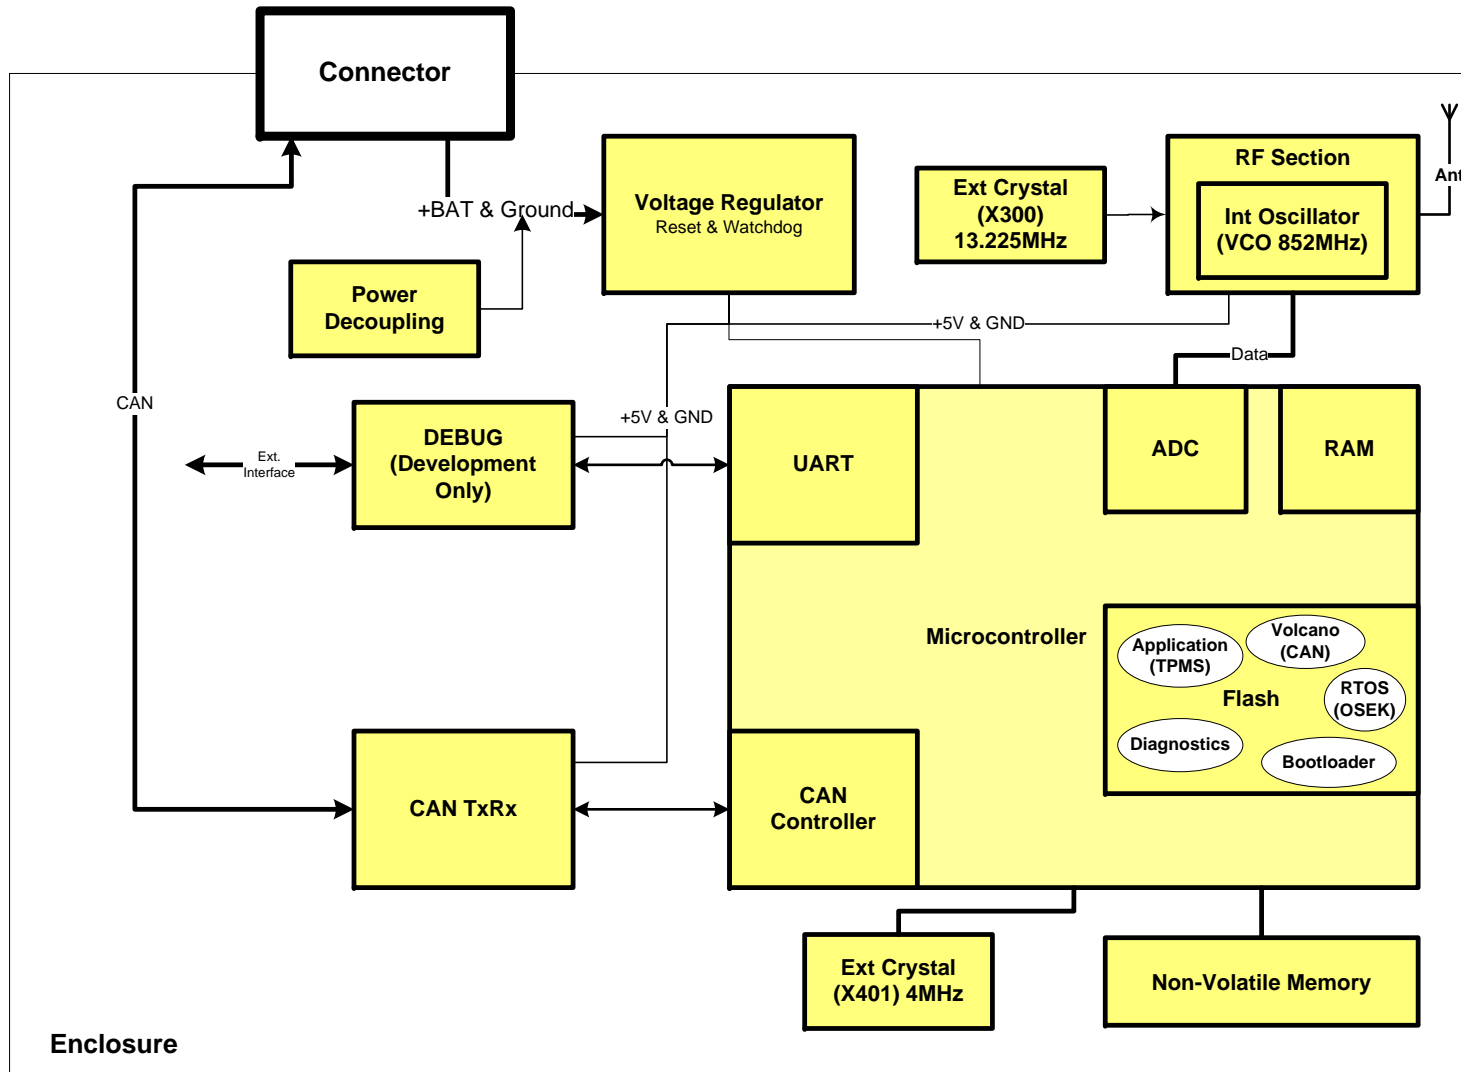 Connector
RF Section
Ant
Ext Crystal
(X300)
13.225MHz
Int Oscillator
(VCO 852MHz)
Voltage Regulator
Reset & Watchdog
+BAT & Ground
Power
Decoupling
+5V & GND
Data
CAN
+5V & GND
DEBUG
(Development
Only)
Ext.
Interface
UART
ADC
RAM
Microcontroller
Application
(TPMS)
Volcano
(CAN)
Flash
RTOS
(OSEK)
Diagnostics
Bootloader
CAN TxRx
CAN
Controller
Ext Crystal
(X401) 4MHz
Non-Volatile Memory
Enclosure